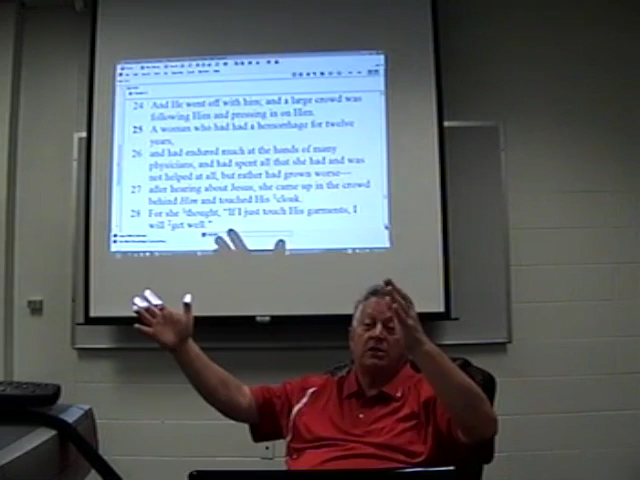 24 And He went off with him; and a large crowd was
following Him and pressing in on Him.
25 A woman who had had a hemorrhage for twelve
years,
26 and had endured much at the hands of many
physicians, and had spent all that she had and was
not helped at all, but rather had grown worse—
27 after hearing about Jesus, she came up in the crowd
behind Him and touched His ¹cloak.
28 For she ¹thought, "If I just touch His garments, I
will ²get well."